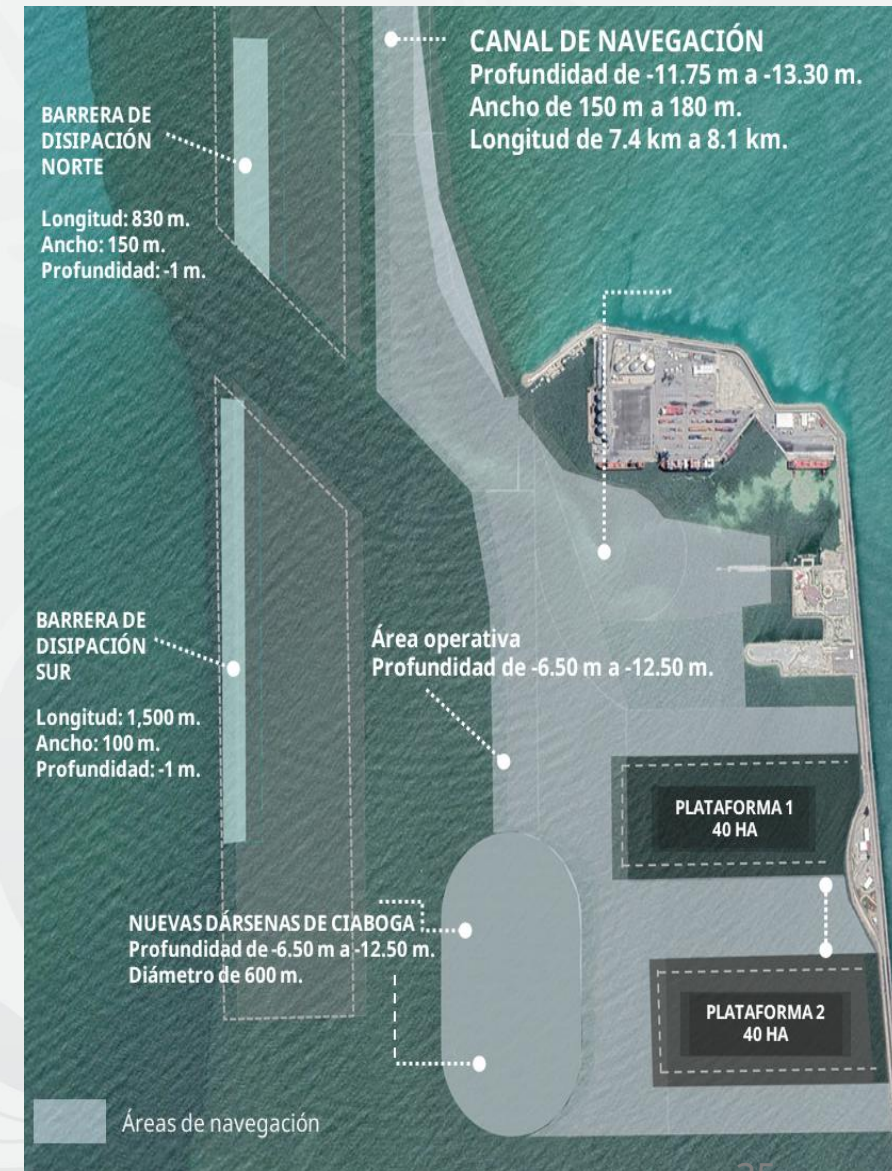 CANAL DE NAVEGACIÓN
Profundidad de -11.75 m a -13.30 m.
Ancho de 150 m a 180 m.
Longitud de 7.4 km a 8.1 km.
BARRERA DE
DISIPACIÓN
NORTE
Longitud: 830 m.
Ancho: 150 m.
Profundidad: -1 m.
BARRERA DE
DISIPACIÓN
SUR
Longitud: 1,500 m.
Ancho: 100 m.
Profundidad: -1 m.
Área operativa
Profundidad de -6.50 m a -12.50 m.
PLATAFORMA 1
40 HA
NUEVAS DÁRSENAS DE CIABOGA
Profundidad de -6.50 m a -12.50 m.
Diámetro de 600 m.
PLATAFORMA 2
40 HA
Áreas de navegación